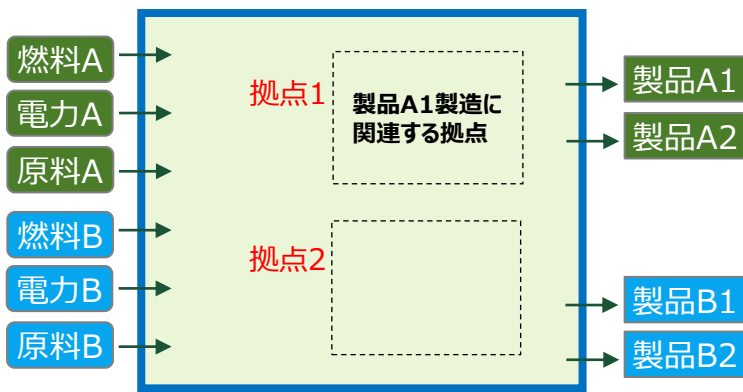 燃料A
電力A
原料A
燃料B
電力B
原料B
拠点1
製品A1製造に
関連する拠点
拠点2
製品A1
製品A2
製品B1
製品B2